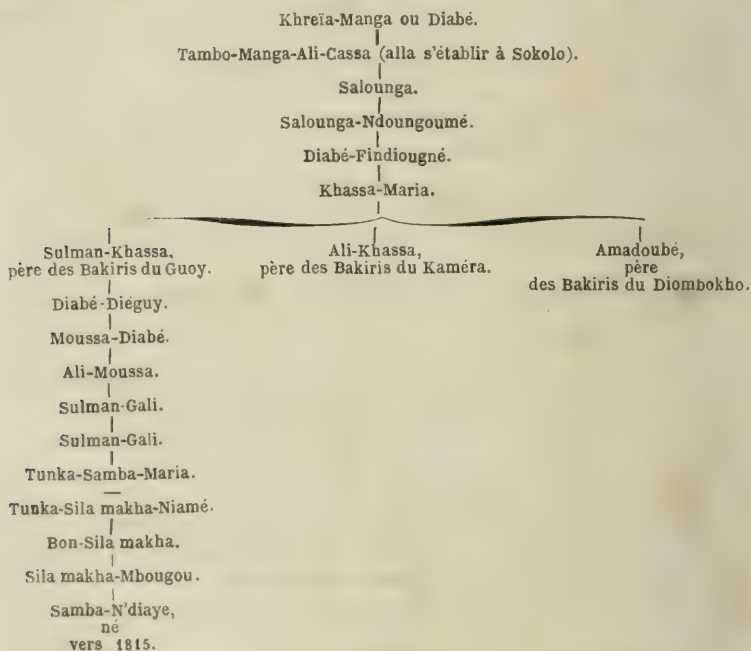 Khreïa-Manga ou Diabé.
Tambo-Manga-Ali-Cassa (alla s'établir à Sokolo).
Salounga.
Salounga-Ndoungoumé.
Diabé-Findiougné.
Khassa-Maria.
Sulman-Khassa,
père des Bakiris du Guoy.
Ali-Khassa,
père des Bakiris du Kaméra.
Amadoubé,
père
des Bakiris du Diombokho.
Diabé-Diéguy.
Moussa-Diabé.
Ali-Moussa.
Sulman-Gali.
Sulman-Gali.
Tunka-Samba-Maria.
Tunka-Sila makha-Niamé.
Bon-Sila makha.
Sila makha-Mbougou.
Samba-N'diaye,
né
vers 1815.